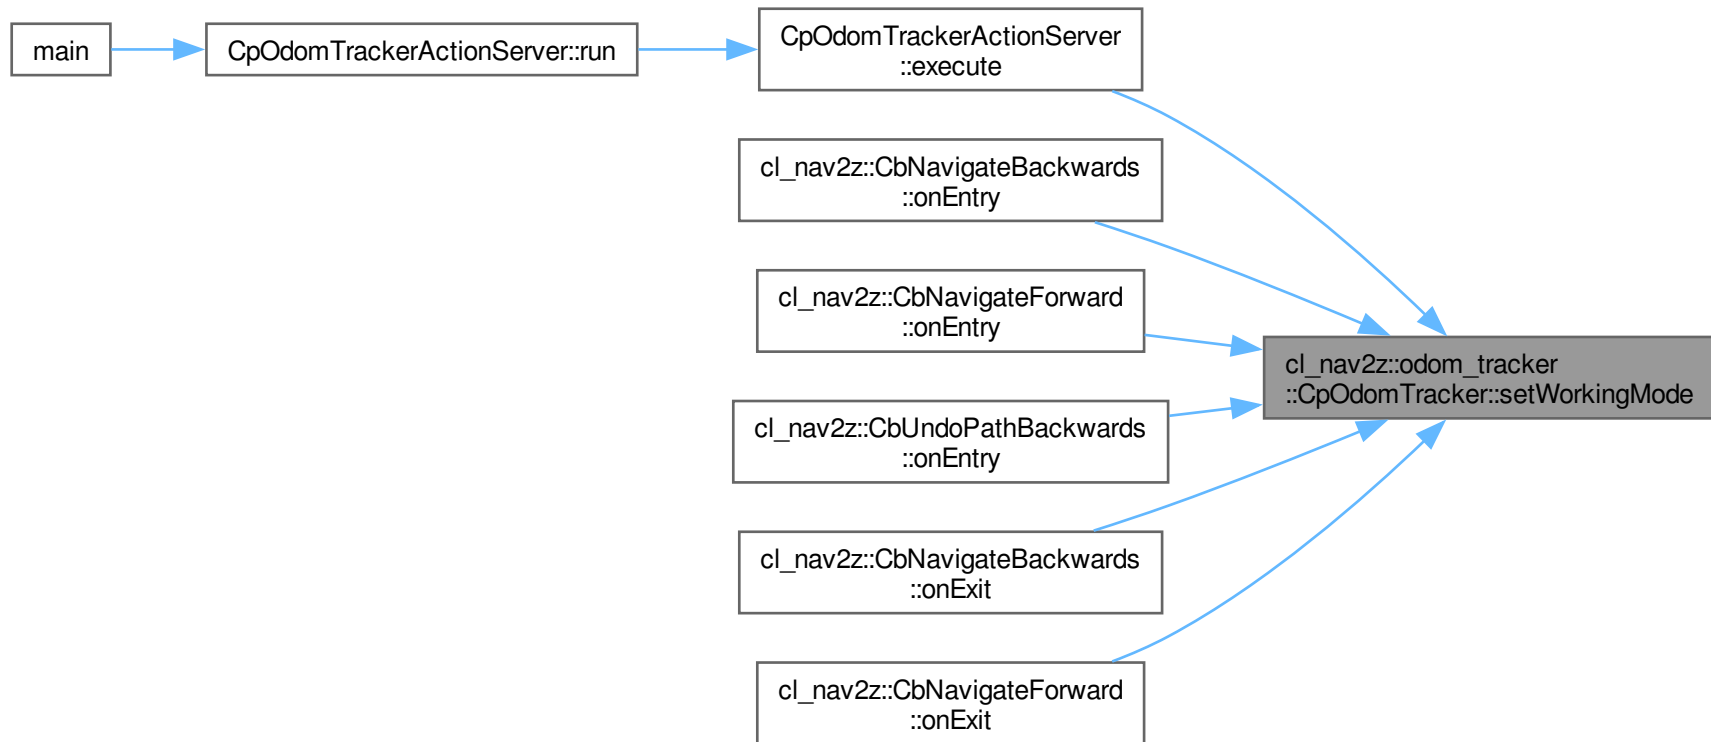 main
CpOdomTrackerActionServer::run
CpOdomTrackerActionServer
::execute
cl_nav2z::CbNavigateBackwards
::onEntry
cl_nav2z::CbNavigateForward
::onEntry
cl_nav2z::CbUndoPathBackwards
::onEntry
cl_nav2z::CbNavigateBackwards
::onExit
cl_nav2z::CbNavigateForward
::onExit
cl_nav2z::odom_tracker
::CpOdomTracker::setWorkingMode